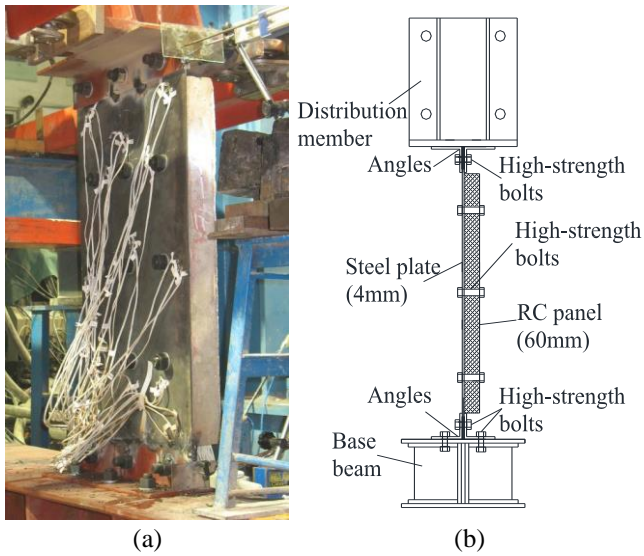 Distribution
member
Angles
High-strength
bolts
High-strength
bolts
Steel plate
(4mm)
RC panel
(60mm)
Angles
High-strength
bolts
Base
beam
(a)
(b)